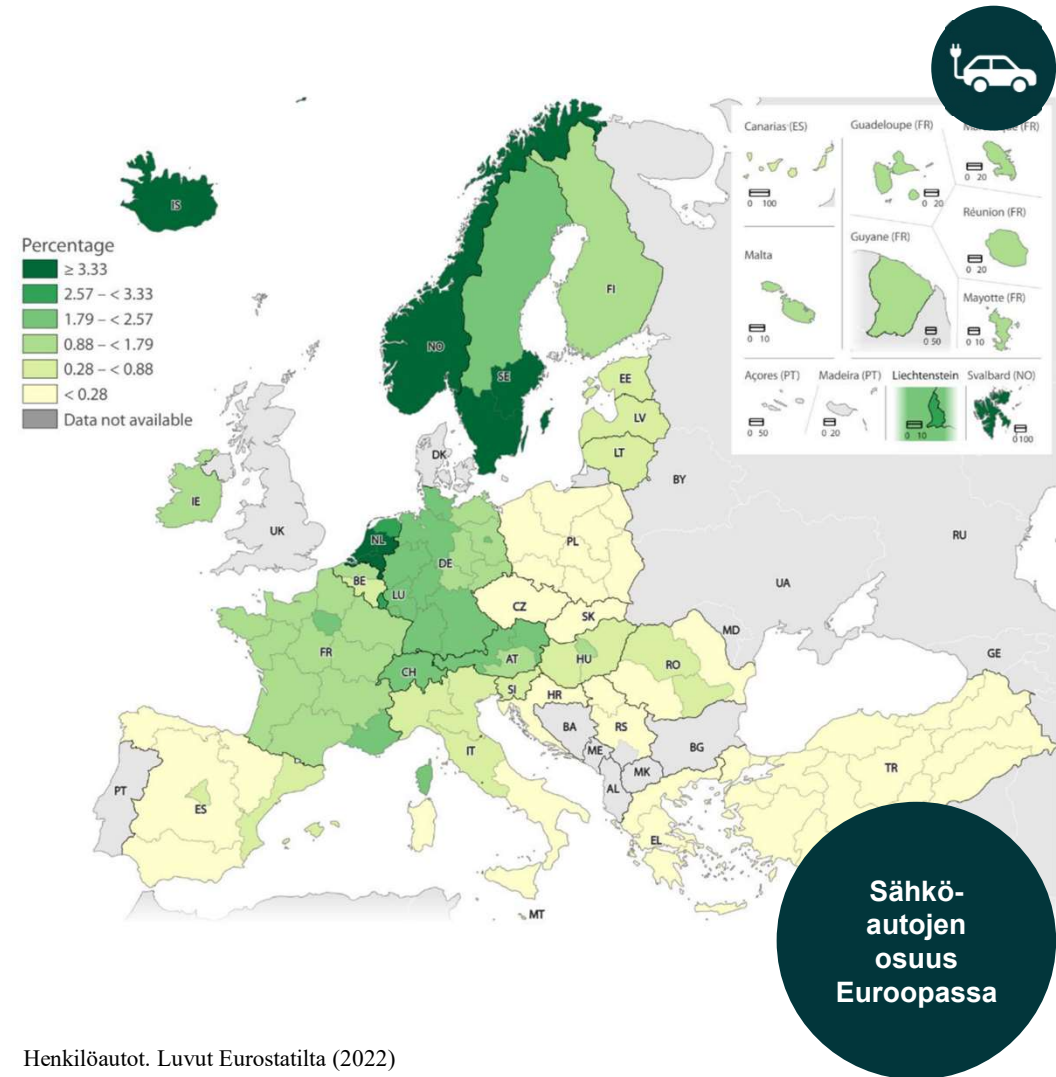 Canarias (ES)
Guadeloupe (FR)
(FR)
0 100
0 20
0 20
Malta
Guyane (FR)
Réunion (FR)
0 20
Mayotte (FR)
0 10
0 50
0 10
Açores (PT)
Madeira (PT)
Liechtenstein
Svalbard (NO)
0 50
0 20
0 10
0 100
Percentage
≥ 3.33
2.57 – < 3.33
1.79 – < 2.57
0.88 – < 1.79
0.28 – < 0.88
< 0.28
Data not available
IS
FI
NO
SE
EE
LV
LT
DK
IE
UK
BY
RU
NL
BE
LU
DE
PL
UA
CZ
SK
MD
GE
FR
CH
AT
HU
RO
SI
HR
BA
RS
ME
BG
MK
AL
IT
PT
ES
TR
EL
MT
Sähkö-
autojen
osuus
Euroopassa
Henkilöautot. Luvut Eurostatilta (2022)